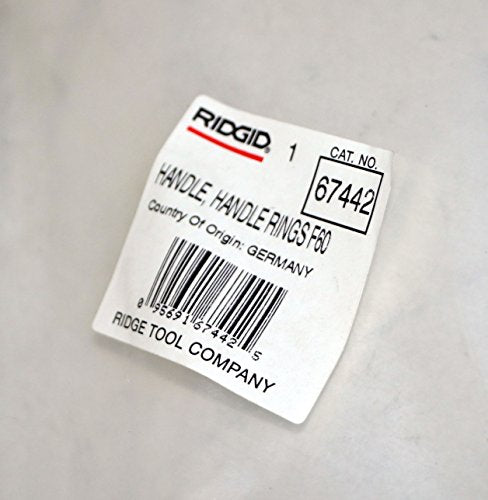 RIDGID 1 CAT. NO.
67442
HANDLE, HANDLE RINGS F60
Country Of Origin: GERMANY
0 95691 67442 5
RIDGE TOOL COMPANY